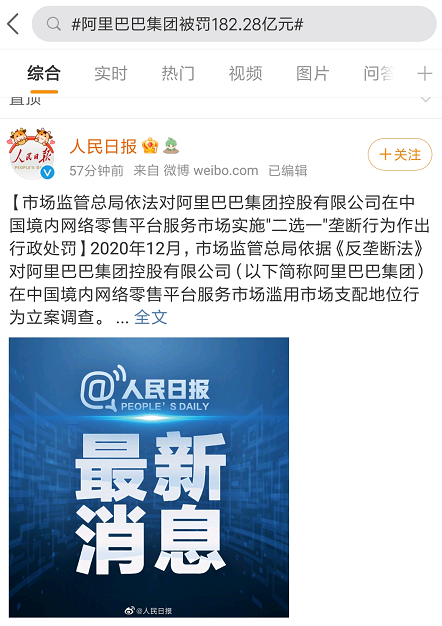 #阿里巴巴集团被罚182.28亿元#
综合 实时 热门 视频 图片 问答
置顶
人民日报
人民日报
PEOPLE'S DAILY
57分钟前 来自 微博 weibo.com 已编辑
+关注
【市场监管总局依法对阿里巴巴集团控股有限公司在中
国境内网络零售平台服务市场实施"二选一"垄断行为作出
行政处罚】2020年12月，市场监管总局依据《反垄断法》
对阿里巴巴集团控股有限公司（以下简称阿里巴巴集团）
在中国境内网络零售平台服务市场滥用市场支配地位行
为立案调查。 ... 全文
@人民日报
PEOPLE'S DAILY
最新
消息
@人民日报